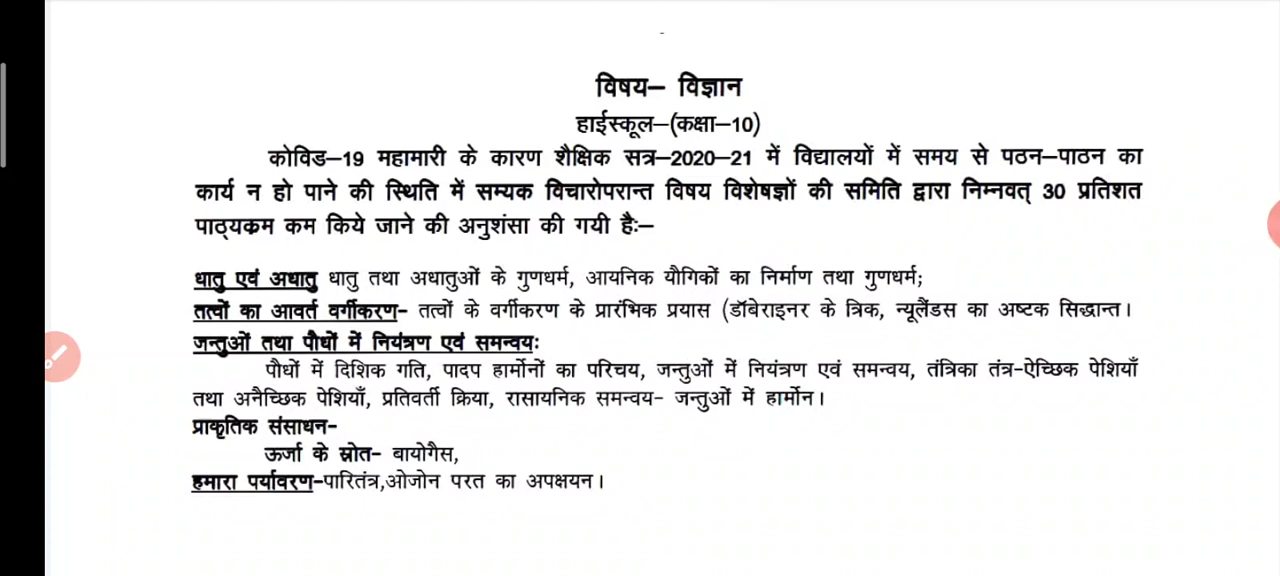 विषय– विज्ञान
हाईस्कूल–(कक्षा–10)
कोविड–19 महामारी के कारण शैक्षिक सत्र–2020–21 में विद्यालयों में समय से पठन–पाठन का
कार्य न हो पाने की स्थिति में सम्यक विचारोपरान्त विषय विशेषज्ञों की समिति द्वारा निम्नवत् 30 प्रतिशत
पाठ्यक्रम कम किये जाने की अनुशंसा की गयी हैः–
धातु एवं अधातु धातु तथा अधातुओं के गुणधर्म, आयनिक यौगिकों का निर्माण तथा गुणधर्म;
तत्वों का आवर्त वर्गीकरण- तत्वों के वर्गीकरण के प्रारंभिक प्रयास (डॉबेराइनर के त्रिक, न्यूलैंडस का अष्टक सिद्धान्त।
जन्तुओं तथा पौधों में नियंत्रण एवं समन्वयः
पौधों में दिशिक गति, पादप हार्मोनों का परिचय, जन्तुओं में नियंत्रण एवं समन्वय, तंत्रिका तंत्र-ऐच्छिक पेशियाँ
तथा अनैच्छिक पेशियाँ, प्रतिवर्ती क्रिया, रासायनिक समन्वय- जन्तुओं में हार्मोन।
प्राकृतिक संसाधन-
ऊर्जा के स्रोत- बायोगैस,
हमारा पर्यावरण-पारितंत्र,ओजोन परत का अपक्षयन।